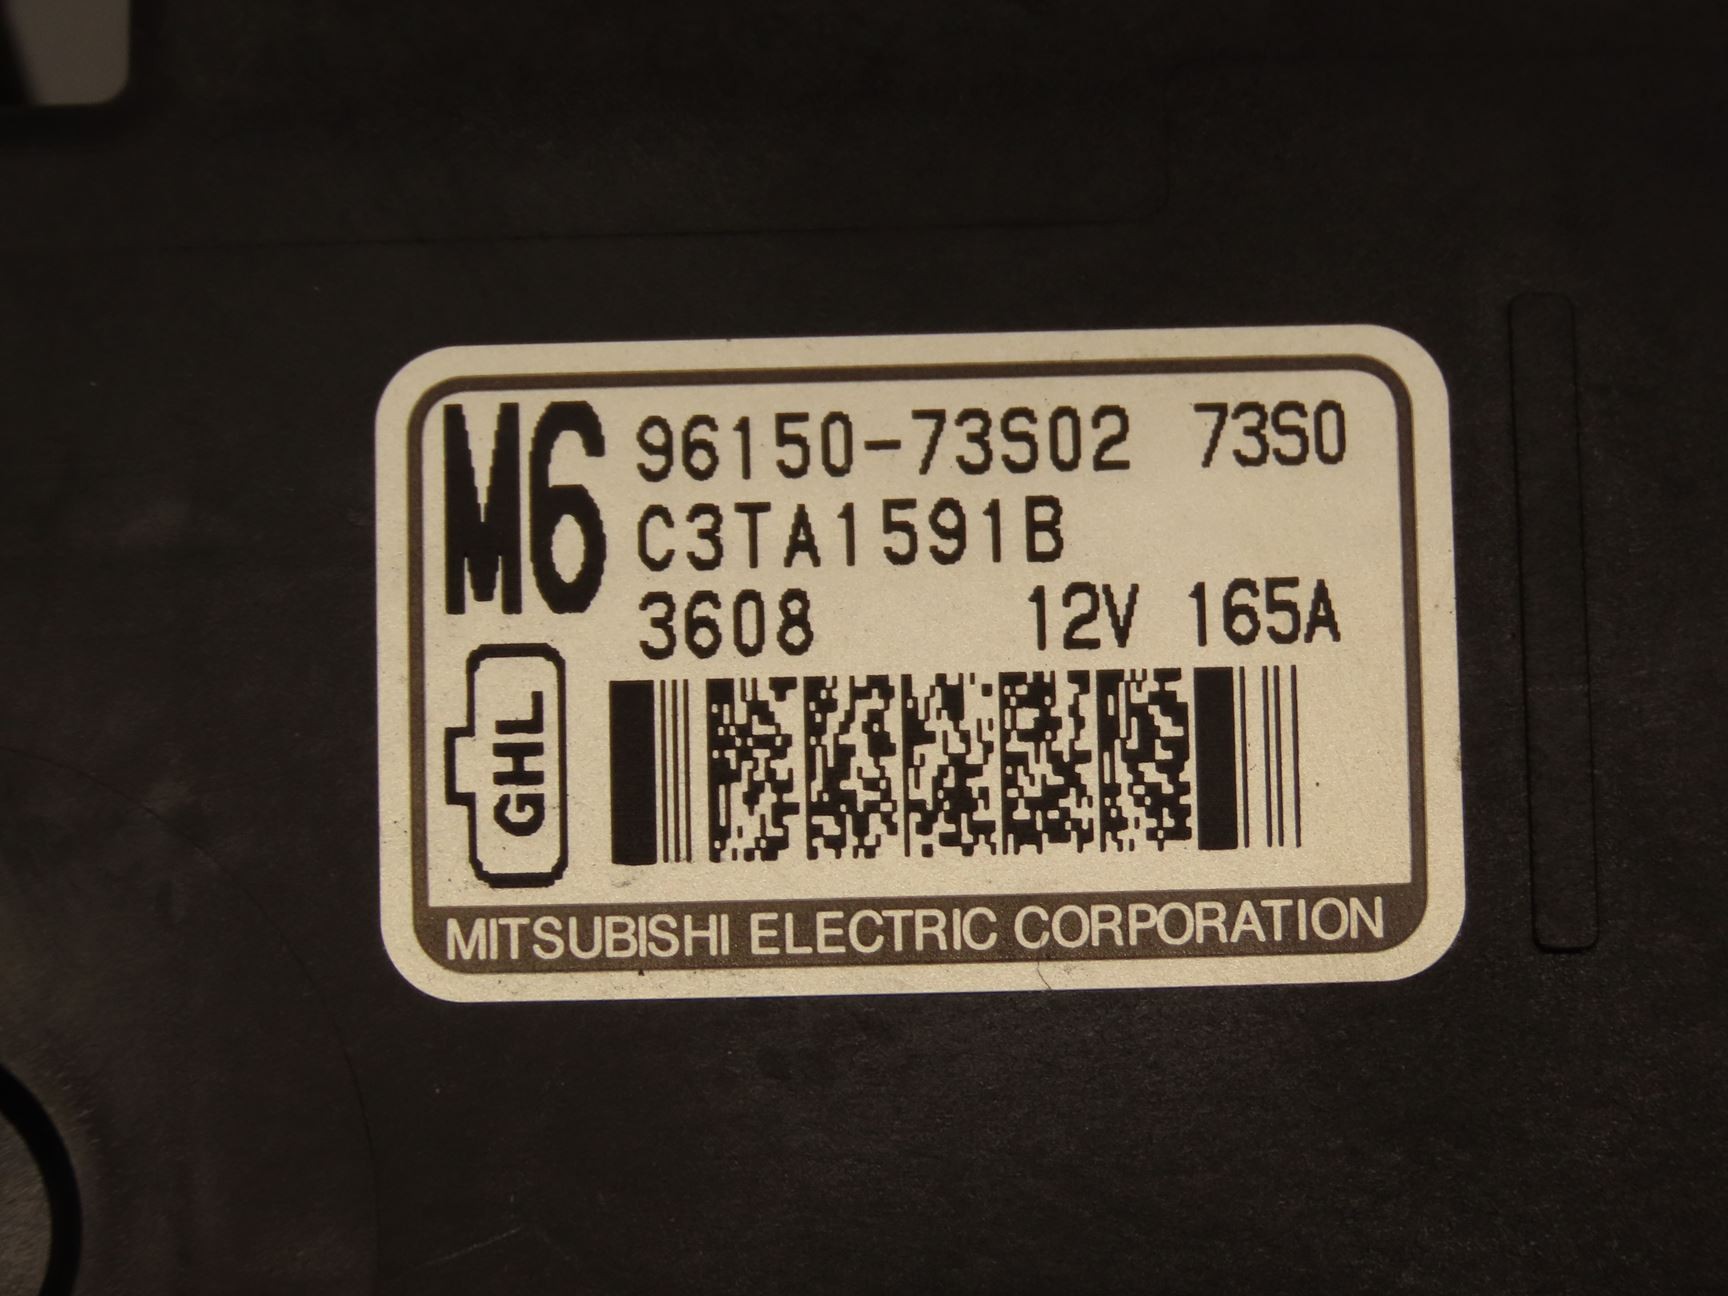 M6
96150-73S02 73S0
C3TA1591B
3608 12V 165A
GHL
MITSUBISHI ELECTRIC CORPORATION